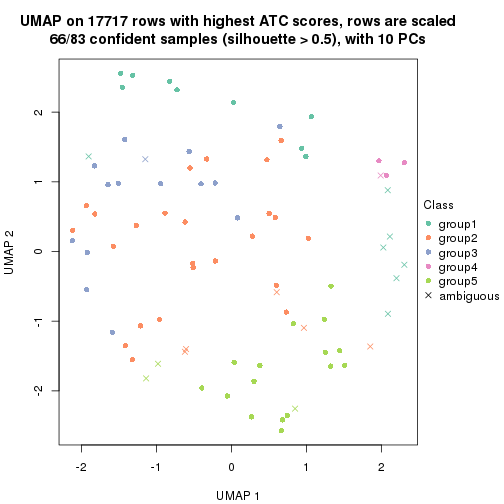 UMAP on 17717 rows with highest ATC scores, rows are scaled
66/83 confident samples (silhouette > 0.5), with 10 PCs
2
1
0
-1
-2
UMAP 2
-2
-1
0
1
2
UMAP 1
Class
group1
group2
group3
group4
group5
ambiguous